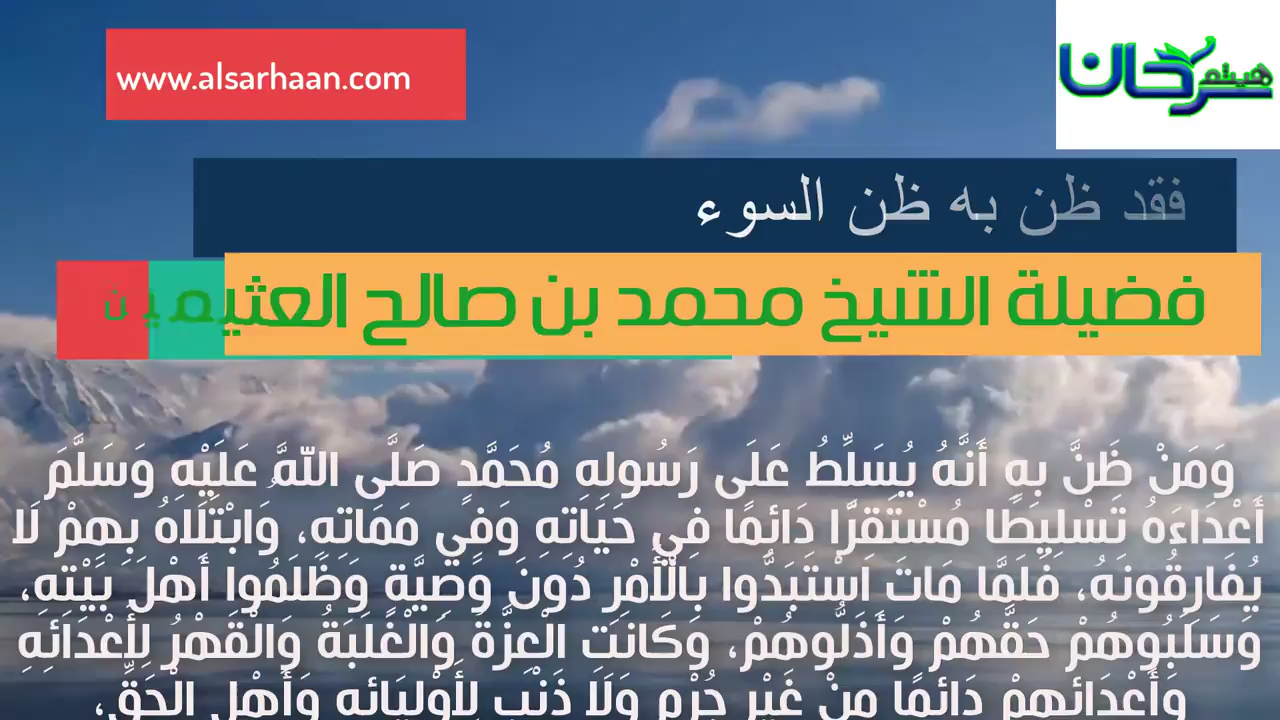 www.alsarhaan.com
هيثم سرحان
فقد ظن به ظن السوء
فضيلة الشيخ محمد بن صالح العثيمين
وَمَنْ ظَنَّ بِهِ أَنَّهُ يُسَلِّطُ عَلَى رَسُولِهِ مُحَمَّدٍ صَلَّى اللَّهُ عَلَيْهِ وَسَلَّمَ
أَعْدَاءَهُ تَسْلِيطًا مُسْتَقِرًّا دَائِمًا فِي حَيَاتِهِ وَفِي مَمَاتِهِ، وَابْتَلَاهُ بِهِمْ لَا
يُفَارِقُونَهُ، فَلَمَّا مَاتَ اسْتَبَدُّوا بِالْأَمْرِ دُونَ وَصِيَّةٍ وَظَلَمُوا أَهْلَ بَيْتِهِ،
وَسَلَبُوهُمْ حَقَّهُمْ وَأَذَلُّوهُمْ، وَكَانَتِ الْعِزَّةُ وَالْغَلَبَةُ وَالْقَهْرُ لِأَعْدَائِهِ
وَأَعْدَائِهِمْ دَائِمًا مِنْ غَيْرِ جُرْمٍ وَلَا ذَنْبٍ لِأَوْلِيَائِهِ وَأَهْلِ الْحَقِّ،